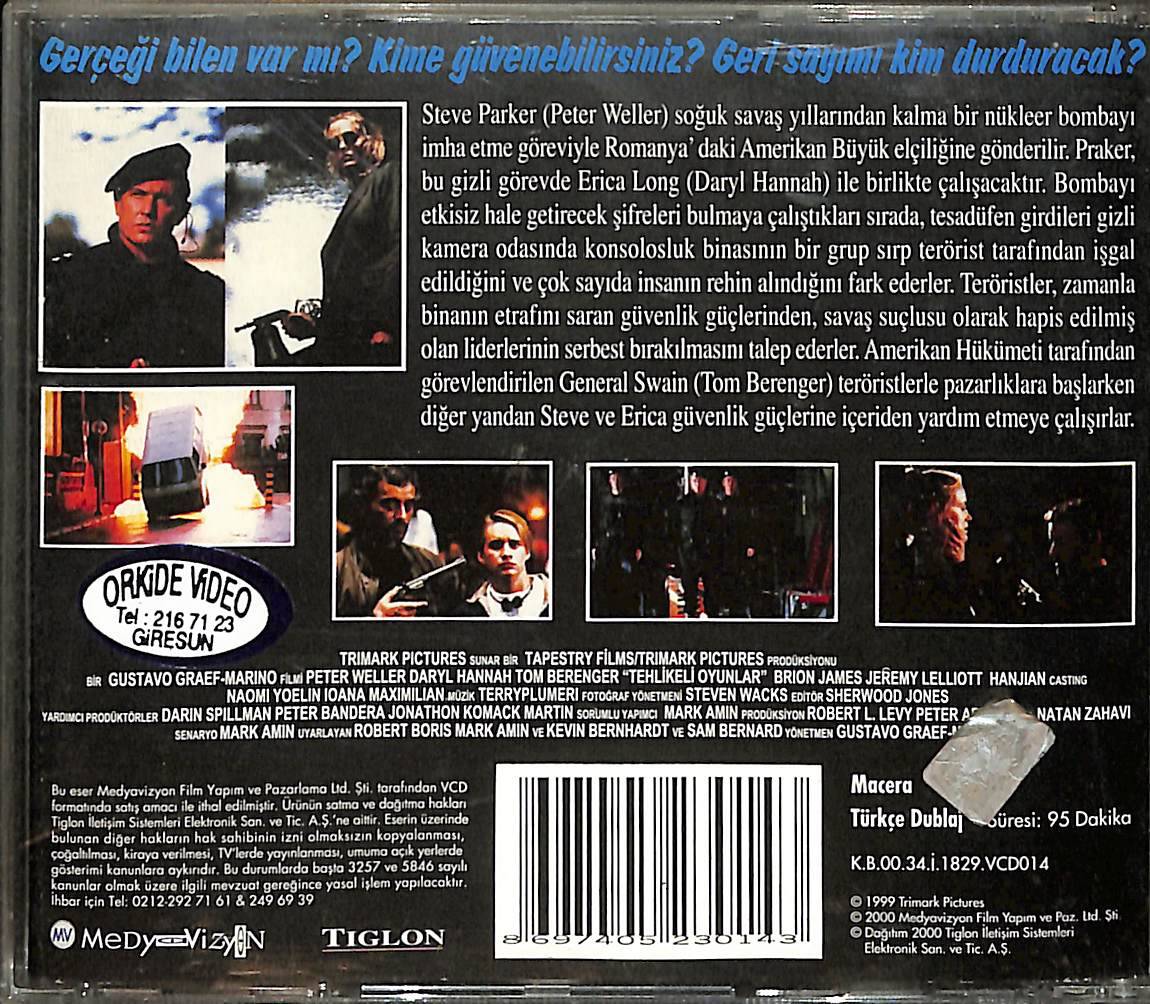 Gerçeği bilen var mı? Kime güvenebilirsiniz? Geri sayımı kim durduracak?
Steve Parker (Peter Weller) soğuk savaş yıllarından kalma bir nükleer bombayı
imha etme göreviyle Romanya' daki Amerikan Büyük elçiliğine gönderilir. Praker,
bu gizli görevde Erica Long (Daryl Hannah) ile birlikte çalışacaktır. Bombayı
etkisiz hale getirecek şifreleri bulmaya çalıştıkları sırada, tesadüfen girdileri gizli
kamera odasında konsolosluk binasının bir grup sırp terörist tarafından işgal
edildiğini ve çok sayıda insanın rehin alındığını fark ederler. Teröristler, zamanla
binanın etrafını saran güvenlik güçlerinden, savaş suçlusu olarak hapis edilmiş
olan liderlerinin serbest bırakılmasını talep ederler. Amerikan Hükümeti tarafından
görevlendirilen General Swain (Tom Berenger) teröristlerle pazarlıklara başlarken
diğer yandan Steve ve Erica güvenlik güçlerine içeriden yardım etmeye çalışırlar.
ORKİDE VİDEO
Tel : 216 71 23
GİRESUN
TRIMARK PICTURES SUNAR BİR TAPESTRY FİLMS/TRIMARK PICTURES PRODÜKSİYONU
BİR GUSTAVO GRAEF-MARINO FİLMİ PETER WELLER DARYL HANNAH TOM BERENGER "TEHLİKELİ OYUNLAR" BRION JAMES JEREMY LELLIOTT HANJIAN CASTING
NAOMI YOELIN IOANA MAXIMILIAN MÜZİK TERRYPLUMERI FOTOĞRAF YÖNETMENİ STEVEN WACKS EDİTÖR SHERWOOD JONES
YARDIMCI PRODÜKTÖRLER DARIN SPILLMAN PETER BANDERA JONATHON KOMACK MARTIN SORUMLU YAPIMCI MARK AMIN PRODÜKSİYON ROBERT L. LEVY PETER NATAN ZAHAVI
SENARYO MARK AMIN UYARLAYAN ROBERT BORIS MARK AMIN VE KEVIN BERNHARDT VE SAM BERNARD YÖNETMEN GUSTAVO GRAEF-
Bu eser Medyavizyon Film Yapım ve Pazarlama Ltd. Şti. tarafından VCD
formatında satış amacı ile ithal edilmiştir. Ürünün satma ve dağıtma hakları
Tiglon İletişim Sistemleri Elektronik San. ve Tic. A.Ş.'ne aittir. Eserin üzerinde
bulunan diğer hakların hak sahibinin izni olmaksızın kopyalanması,
çoğaltılması, kiraya verilmesi, TV'lerde yayınlanması, umuma açık yerlerde
gösterimi kanunlara aykırıdır. Bu durumlarda başta 3257 ve 5846 sayılı
kanunlar olmak üzere ilgili mevzuat gereğince yasal işlem yapılacaktır.
İhbar için Tel: 0212-292 71 61 & 249 69 39
MV MeDyaVizyON
TIGLON
8 697405 230143
Macera
Türkçe Dublaj Süresi: 95 Dakika
K.B.00.34.İ.1829.VCD014
© 1999 Trimark Pictures
© 2000 Medyavizyon Film Yapım ve Paz. Ltd. Şti.
© Dağıtım 2000 Tiglon İletişim Sistemleri
Elektronik San. ve Tic. A.Ş.